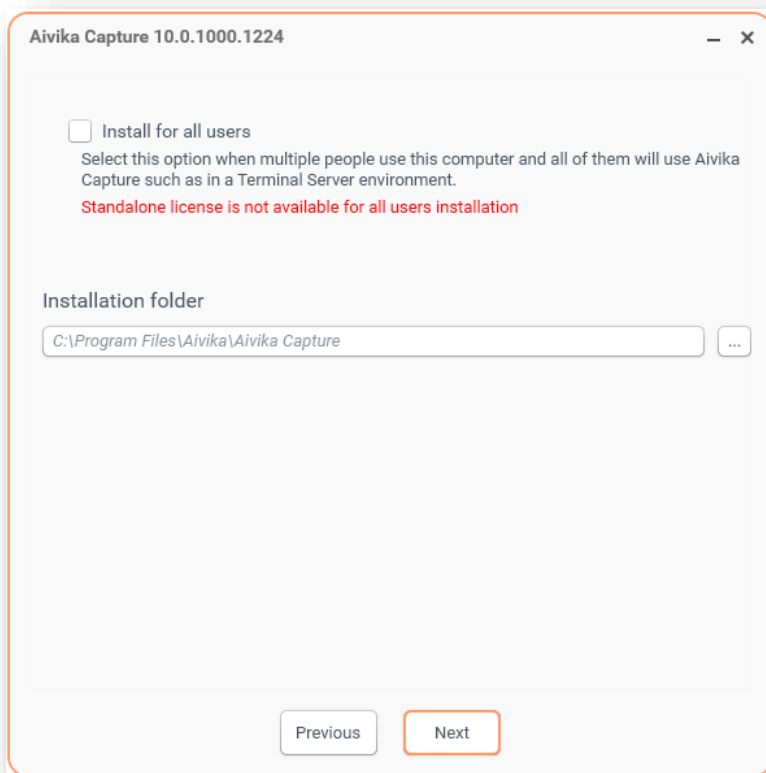 Aivika Capture 10.0.1000.1224
Install for all users
Select this option when multiple people use this computer and all of them will use Aivika
Capture such as in a Terminal Server environment.
Standalone license is not available for all users installation
Installation folder
C:\Program Files\Aivika\Aivika Capture
...
Previous
Next